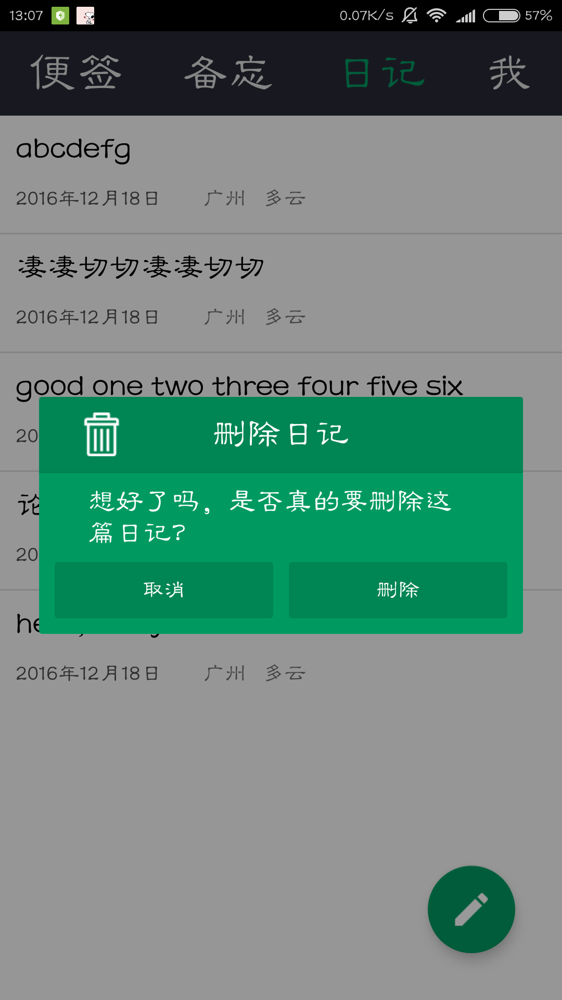 13:07 0.07K/s 57%
便签 备忘 日记 我
abcdefg
2016年12月18日 广州 多云
凄凄切切凄凄切切
2016年12月18日 广州 多云
good one two three four five six
20
删除日记
论
想好了吗，是否真的要删除这
篇日记?
20
取消 删除
he
2016年12月18日 广州 多云